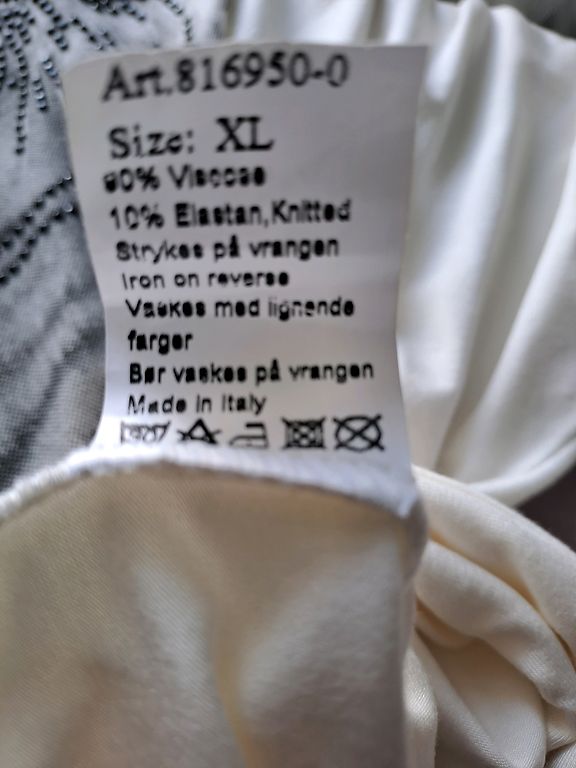 Art.816950-0
Size: XL
90% Viscose
10% Elastan,Knitted
Strykes på vrangen
Iron on reverse
Vaskes med lignende
farger
Bør vaskes på vrangen
Made in Italy